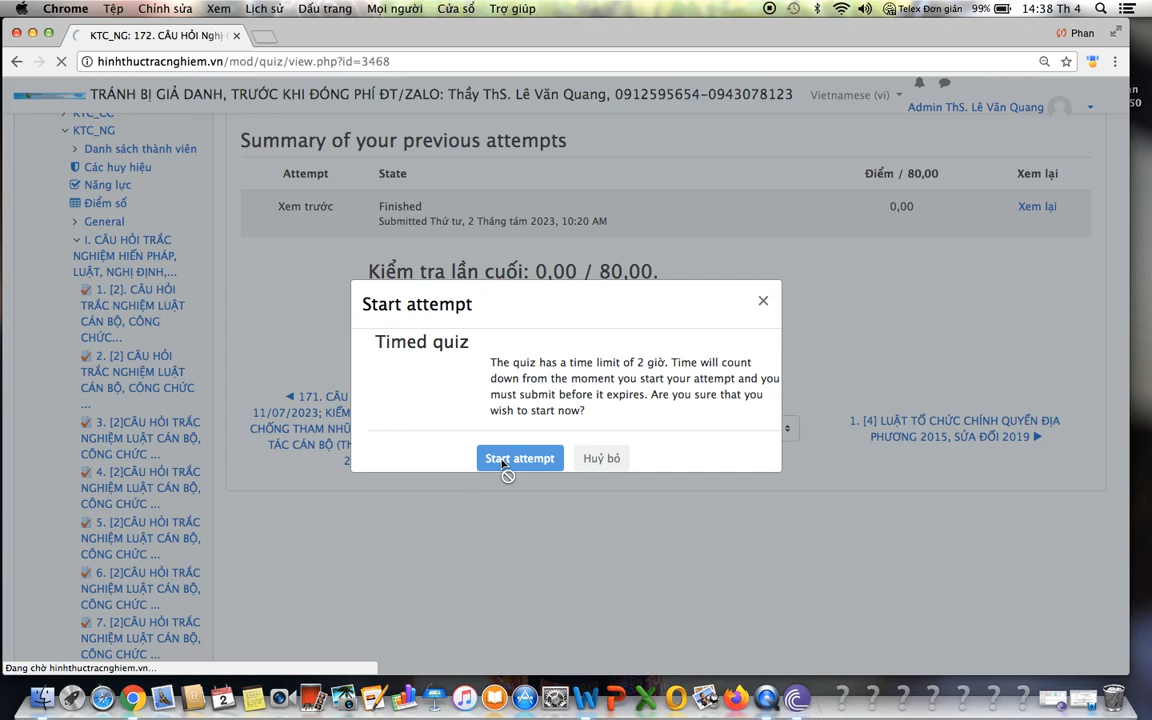 Chrome Tệp Chỉnh sửa Xem Lịch sử Dấu trang Mọi người Cửa sổ Trợ giúp Telex Đơn giản 99% 14:38 Th 4
KTC_NG: 172. CÂU HỎI Nghị
Phan
hinhthuctracnghiem.vn/mod/quiz/view.php?id=3468
TRÁNH BỊ GIẢ DANH, TRƯỚC KHI ĐÓNG PHÍ ĐT/ZALO: Thầy ThS. Lê Văn Quang, 0912595654-0943078123
Vietnamese (vi)
Admin ThS. Lê Văn Quang
KTC_CC
KTC_NG
Danh sách thành viên
Các huy hiệu
Năng lực
Điểm số
General
I. CÂU HỎI TRẮC
NGHIỆM HIẾN PHÁP,
LUẬT, NGHỊ ĐỊNH,...
1. [2]. CÂU HỎI
TRẮC NGHIỆM LUẬT
CÁN BỘ, CÔNG
CHỨC...
2. [2] CÂU HỎI
TRẮC NGHIỆM LUẬT
CÁN BỘ, CÔNG CHỨC
...
3. [2]CÂU HỎI TRẮC
NGHIỆM LUẬT CÁN BỘ,
CÔNG CHỨC ...
4. [2]CÂU HỎI TRẮC
NGHIỆM LUẬT CÁN BỘ,
CÔNG CHỨC ...
5. [2]CÂU HỎI TRẮC
NGHIỆM LUẬT CÁN BỘ,
CÔNG CHỨC ...
6. [2]CÂU HỎI TRẮC
NGHIỆM LUẬT CÁN BỘ,
CÔNG CHỨC ...
7. [2]CÂU HỎI TRẮC
NGHIỆM LUẬT CÁN BỘ,
CÔNG CHỨC ...
Summary of your previous attempts
Attempt State Điểm / 80,00 Xem lại
Xem trước Finished 0,00 Xem lại
Submitted Thứ tư, 2 Tháng tám 2023, 10:20 AM
Kiểm tra lần cuối: 0,00 / 80,00.
Start attempt
Timed quiz
The quiz has a time limit of 2 giờ. Time will count
down from the moment you start your attempt and you
must submit before it expires. Are you sure that you
wish to start now?
Start attempt Huỷ bỏ
◀ 171. CÂU
11/07/2023; KIỂM
CHỐNG THAM NHŨ
TÁC CÁN BỘ (Th
2
1. [4] LUẬT TỔ CHỨC CHÍNH QUYỀN ĐỊA
PHƯƠNG 2015, SỬA ĐỔI 2019 ▶
Đang chờ hinhthuctracnghiem.vn...